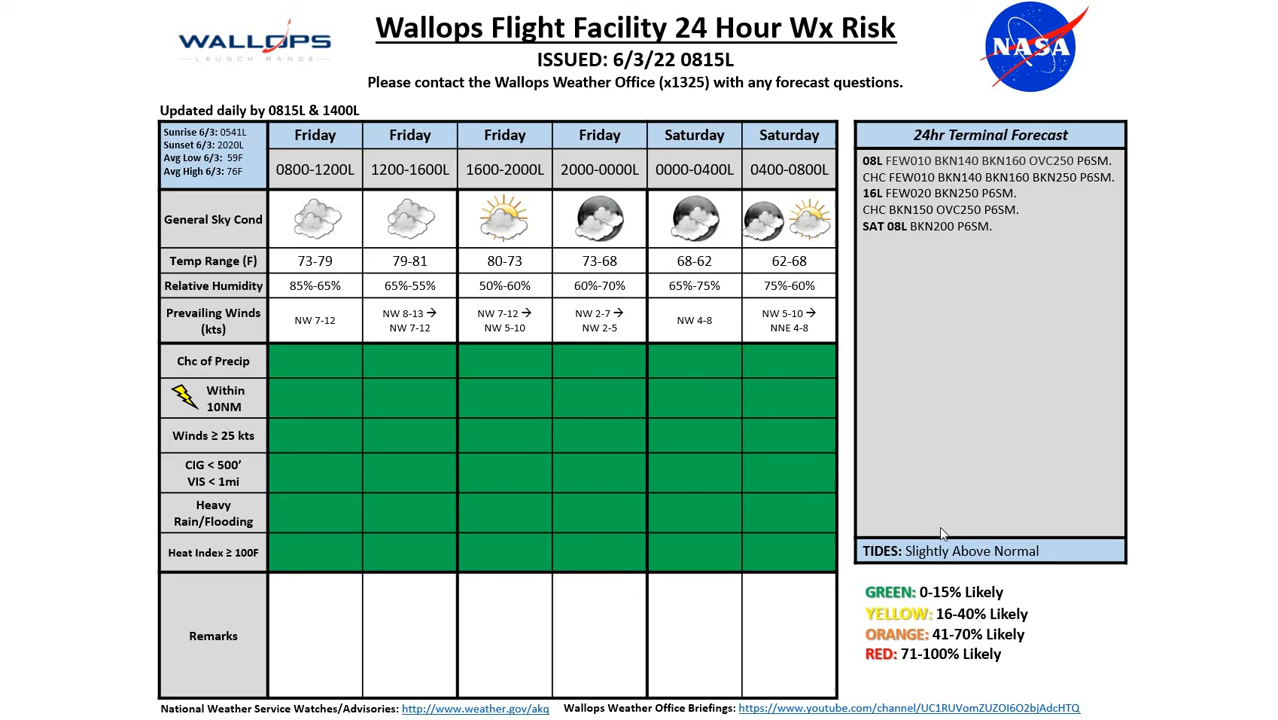 WALLOPS
LAUNCH RANGE
Wallops Flight Facility 24 Hour Wx Risk
ISSUED: 6/3/22 0815L
Please contact the Wallops Weather Office (x1325) with any forecast questions.
NASA
Updated daily by 0815L & 1400L
Sunrise 6/3: 0541L
Sunset 6/3: 2020L
Avg Low 6/3: 59F
Avg High 6/3: 76F
Friday Friday Friday Friday Saturday Saturday
0800-1200L 1200-1600L 1600-2000L 2000-0000L 0000-0400L 0400-0800L
General Sky Cond
Temp Range (F) 73-79 79-81 80-73 73-68 68-62 62-68
Relative Humidity 85%-65% 65%-55% 50%-60% 60%-70% 65%-75% 75%-60%
Prevailing Winds (kts) NW 7-12 NW 8-13 → NW 7-12 NW 7-12 → NW 5-10 NW 2-7 → NW 2-5 NW 4-8 NW 5-10 → NNE 4-8
Chc of Precip
Within
10NM
Winds ≥ 25 kts
CIG < 500’
VIS < 1mi
Heavy
Rain/Flooding
Heat Index ≥ 100F
Remarks
24hr Terminal Forecast
08L FEW010 BKN140 BKN160 OVC250 P6SM.
CHC FEW010 BKN140 BKN160 BKN250 P6SM.
16L FEW020 BKN250 P6SM.
CHC BKN150 OVC250 P6SM.
SAT 08L BKN200 P6SM.
TIDES: Slightly Above Normal
GREEN: 0-15% Likely
YELLOW: 16-40% Likely
ORANGE: 41-70% Likely
RED: 71-100% Likely
National Weather Service Watches/Advisories: http://www.weather.gov/akq Wallops Weather Office Briefings: https://www.youtube.com/channel/UC1RUVomZUZOI6O2bjAdcHTQ